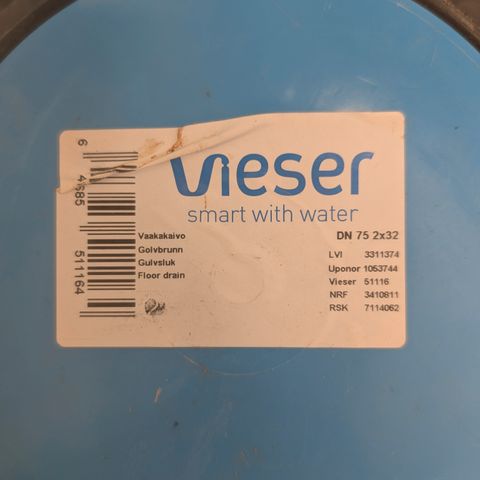 Vieser
smart with water
6 4885 511164
Vaakakaivo
Golvbrunn
Gulvsluk
Floor drain
DN 75 2x32
LVI 3311374
Uponor 1053744
Vieser 51116
NRF 3410811
RSK 7114062